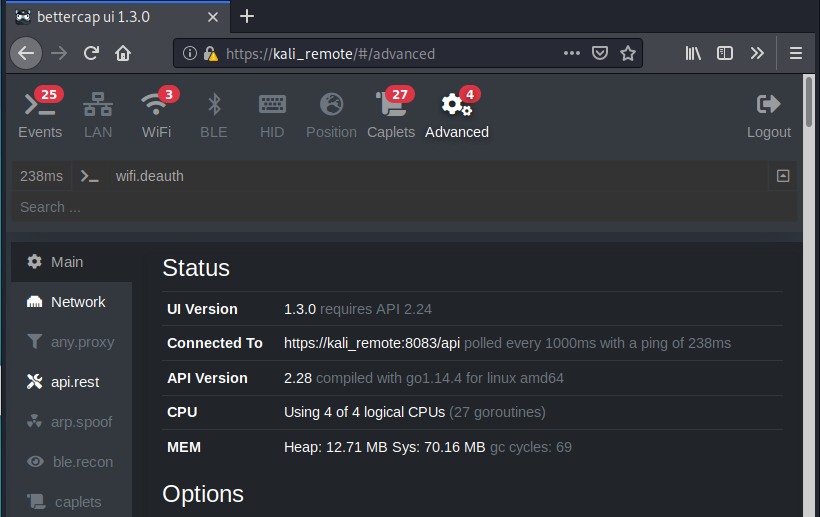 bettercap ui 1.3.0
https://kali_remote/#/advanced
25 3 27 4
Events LAN WiFi BLE HID Position Caplets Advanced Logout
238ms wifi.deauth
Search ...
Main
Network
any.proxy
api.rest
arp.spoof
ble.recon
caplets
Status
UI Version 1.3.0 requires API 2.24
Connected To https://kali_remote:8083/api polled every 1000ms with a ping of 238ms
API Version 2.28 compiled with go1.14.4 for linux amd64
CPU Using 4 of 4 logical CPUs (27 goroutines)
MEM Heap: 12.71 MB Sys: 70.16 MB gc cycles: 69
Options